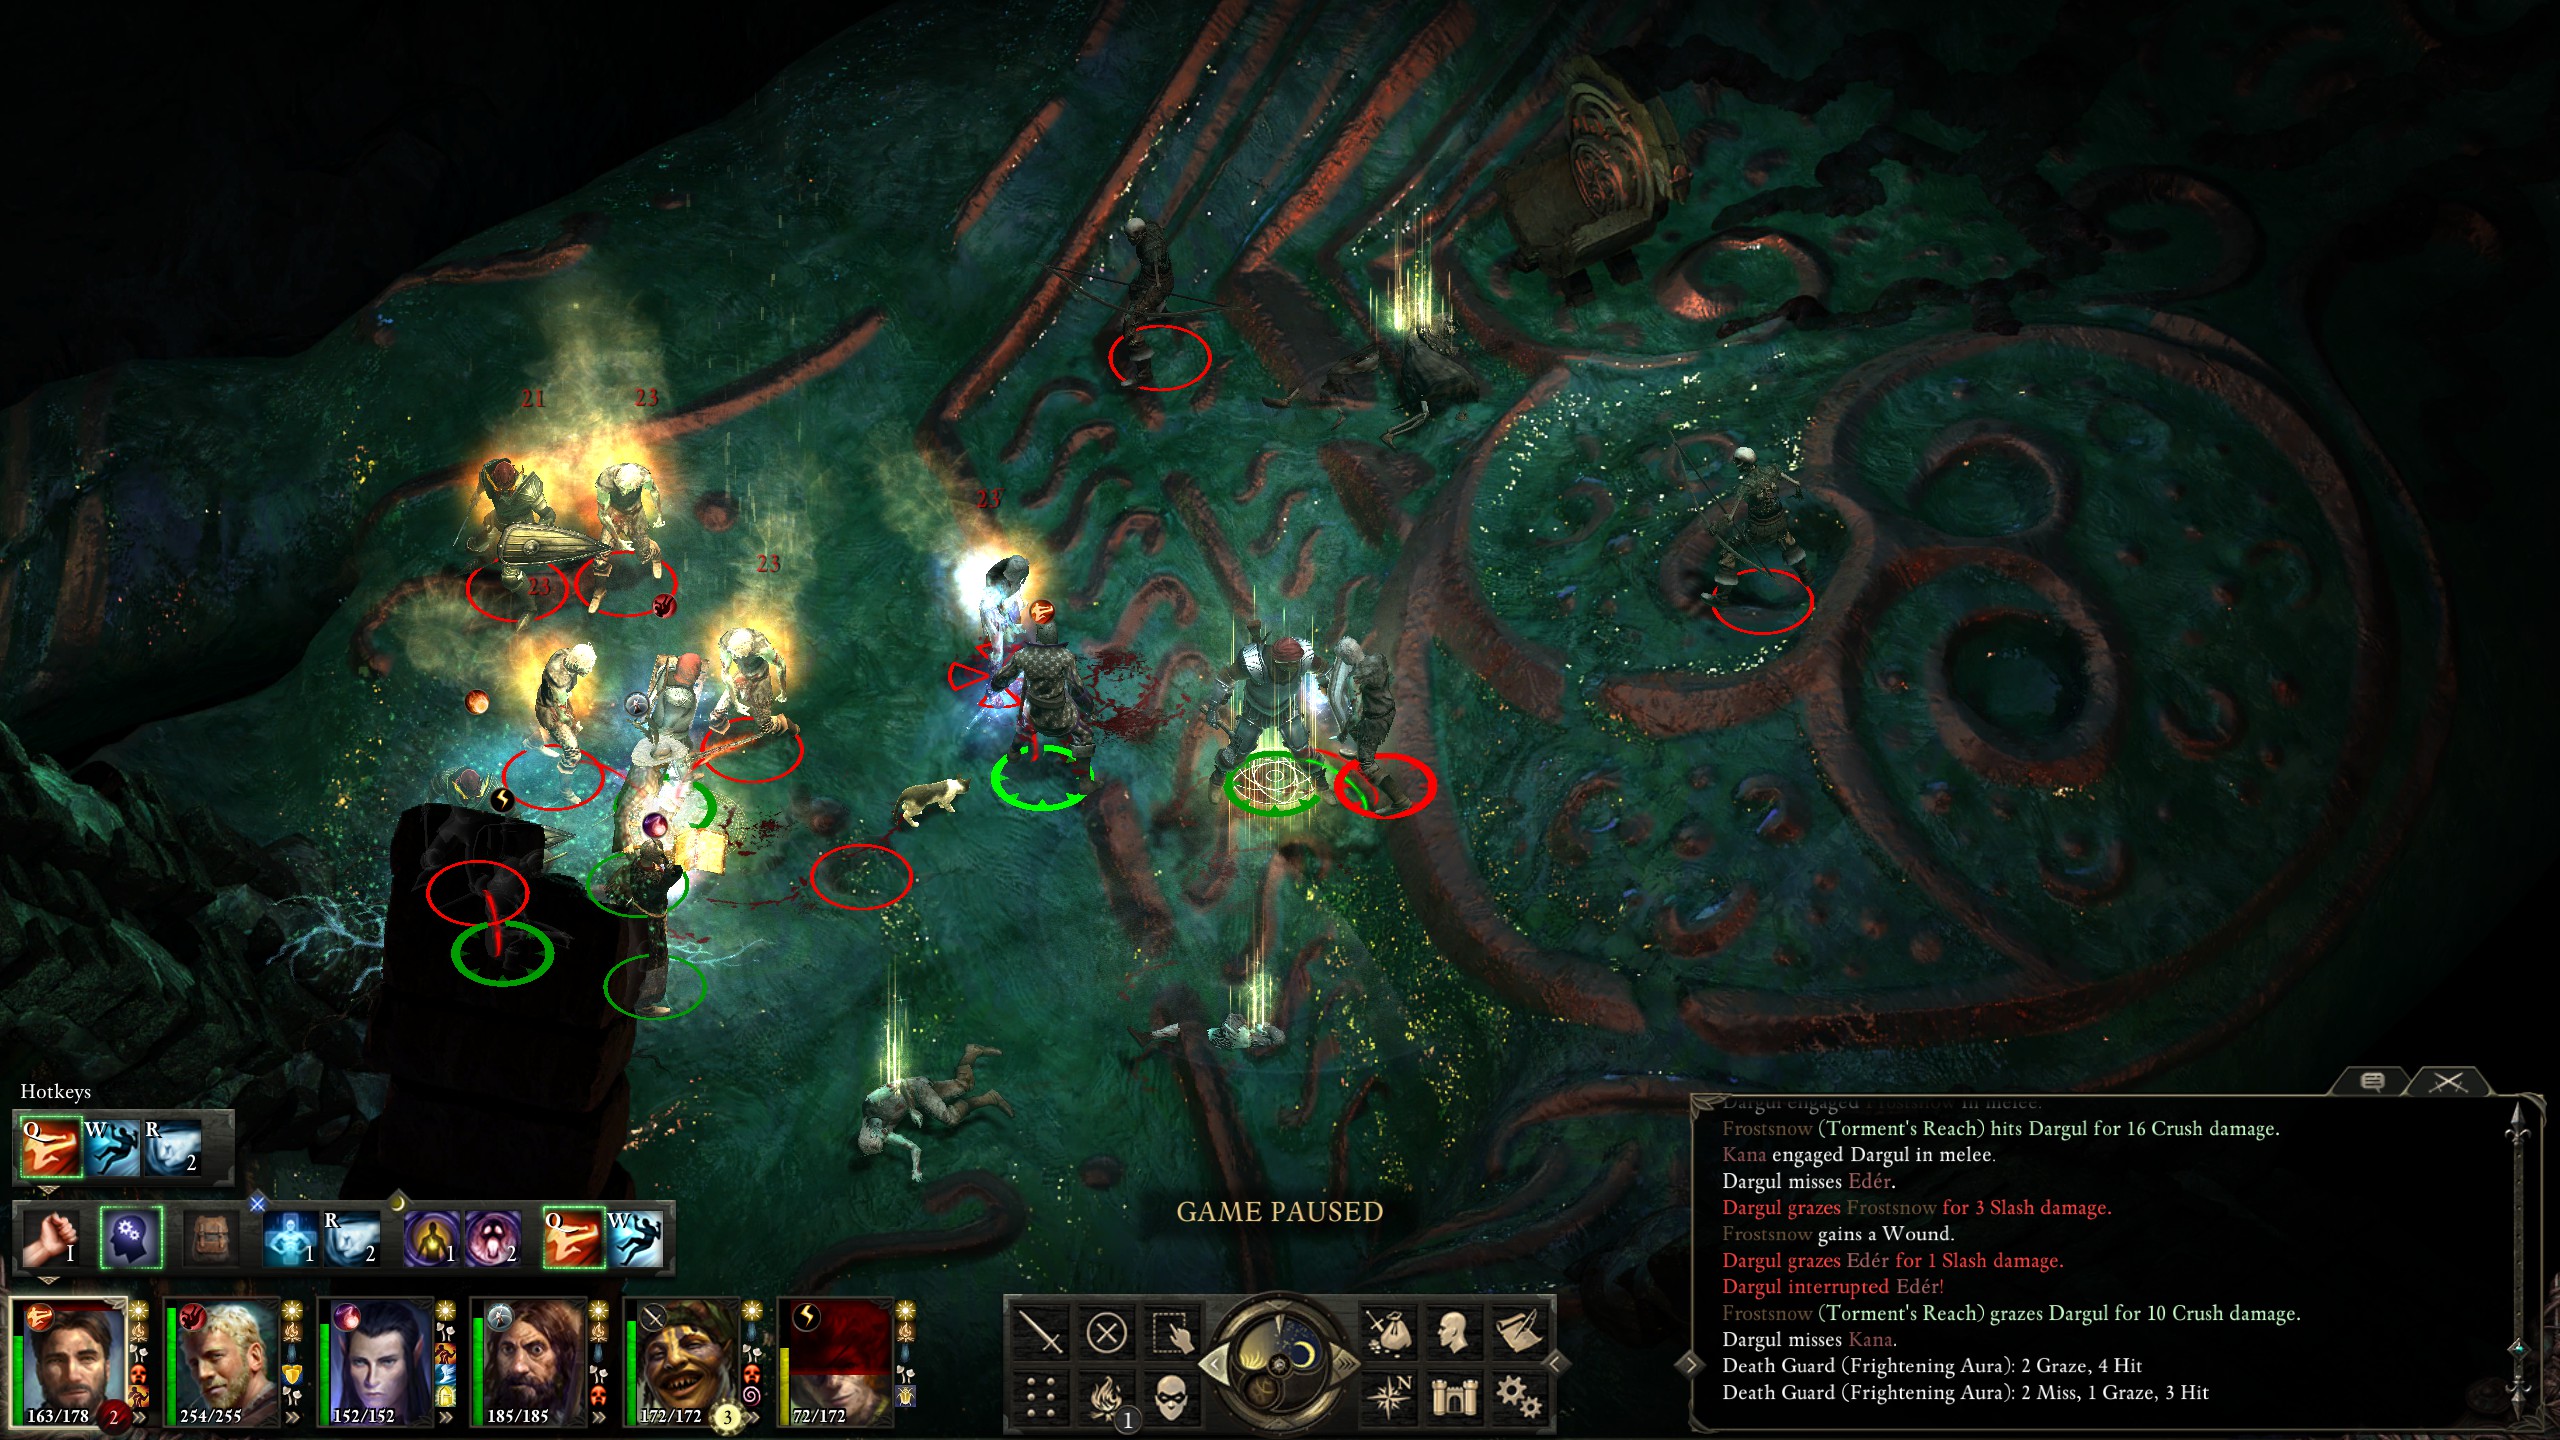 21
23
23
23
23
Hotkeys
Q
W
R
2
I
1
R
2
1
2
Q
W
163/178
2
254/255
152/152
185/185
172/172
3
72/172
GAME PAUSED
1
N
Dargul engaged Frostsnow in melee.
Frostsnow (Torment's Reach) hits Dargul for 16 Crush damage.
Kana engaged Dargul in melee.
Dargul misses Edér.
Dargul grazes Frostsnow for 3 Slash damage.
Frostsnow gains a Wound.
Dargul grazes Edér for 1 Slash damage.
Dargul interrupted Edér!
Frostsnow (Torment's Reach) grazes Dargul for 10 Crush damage.
Dargul misses Kana.
Death Guard (Frightening Aura): 2 Graze, 4 Hit
Death Guard (Frightening Aura): 2 Miss, 1 Graze, 3 Hit